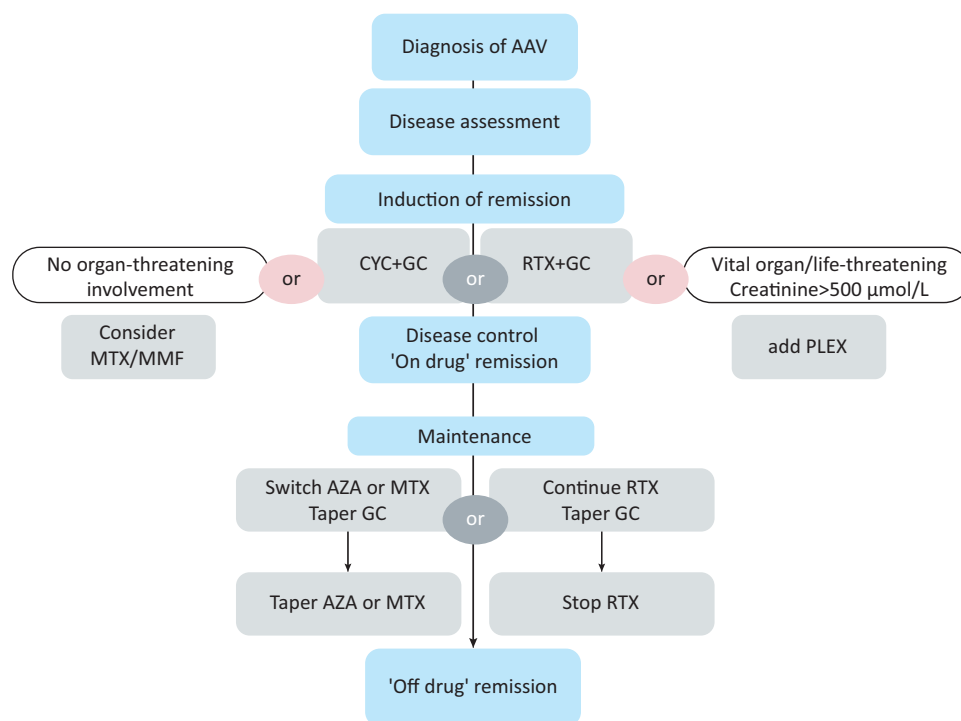 Diagnosis of AAV
Disease assessment
Induction of remission
No organ-threatening
involvement
or
CYC+GC
or
RTX+GC
or
Vital organ/life-threatening
Creatinine>500 μmol/L
Consider
MTX/MMF
Disease control
'On drug' remission
add PLEX
Maintenance
Switch AZA or MTX
Taper GC
or
Continue RTX
Taper GC
Taper AZA or MTX
Stop RTX
'Off drug' remission